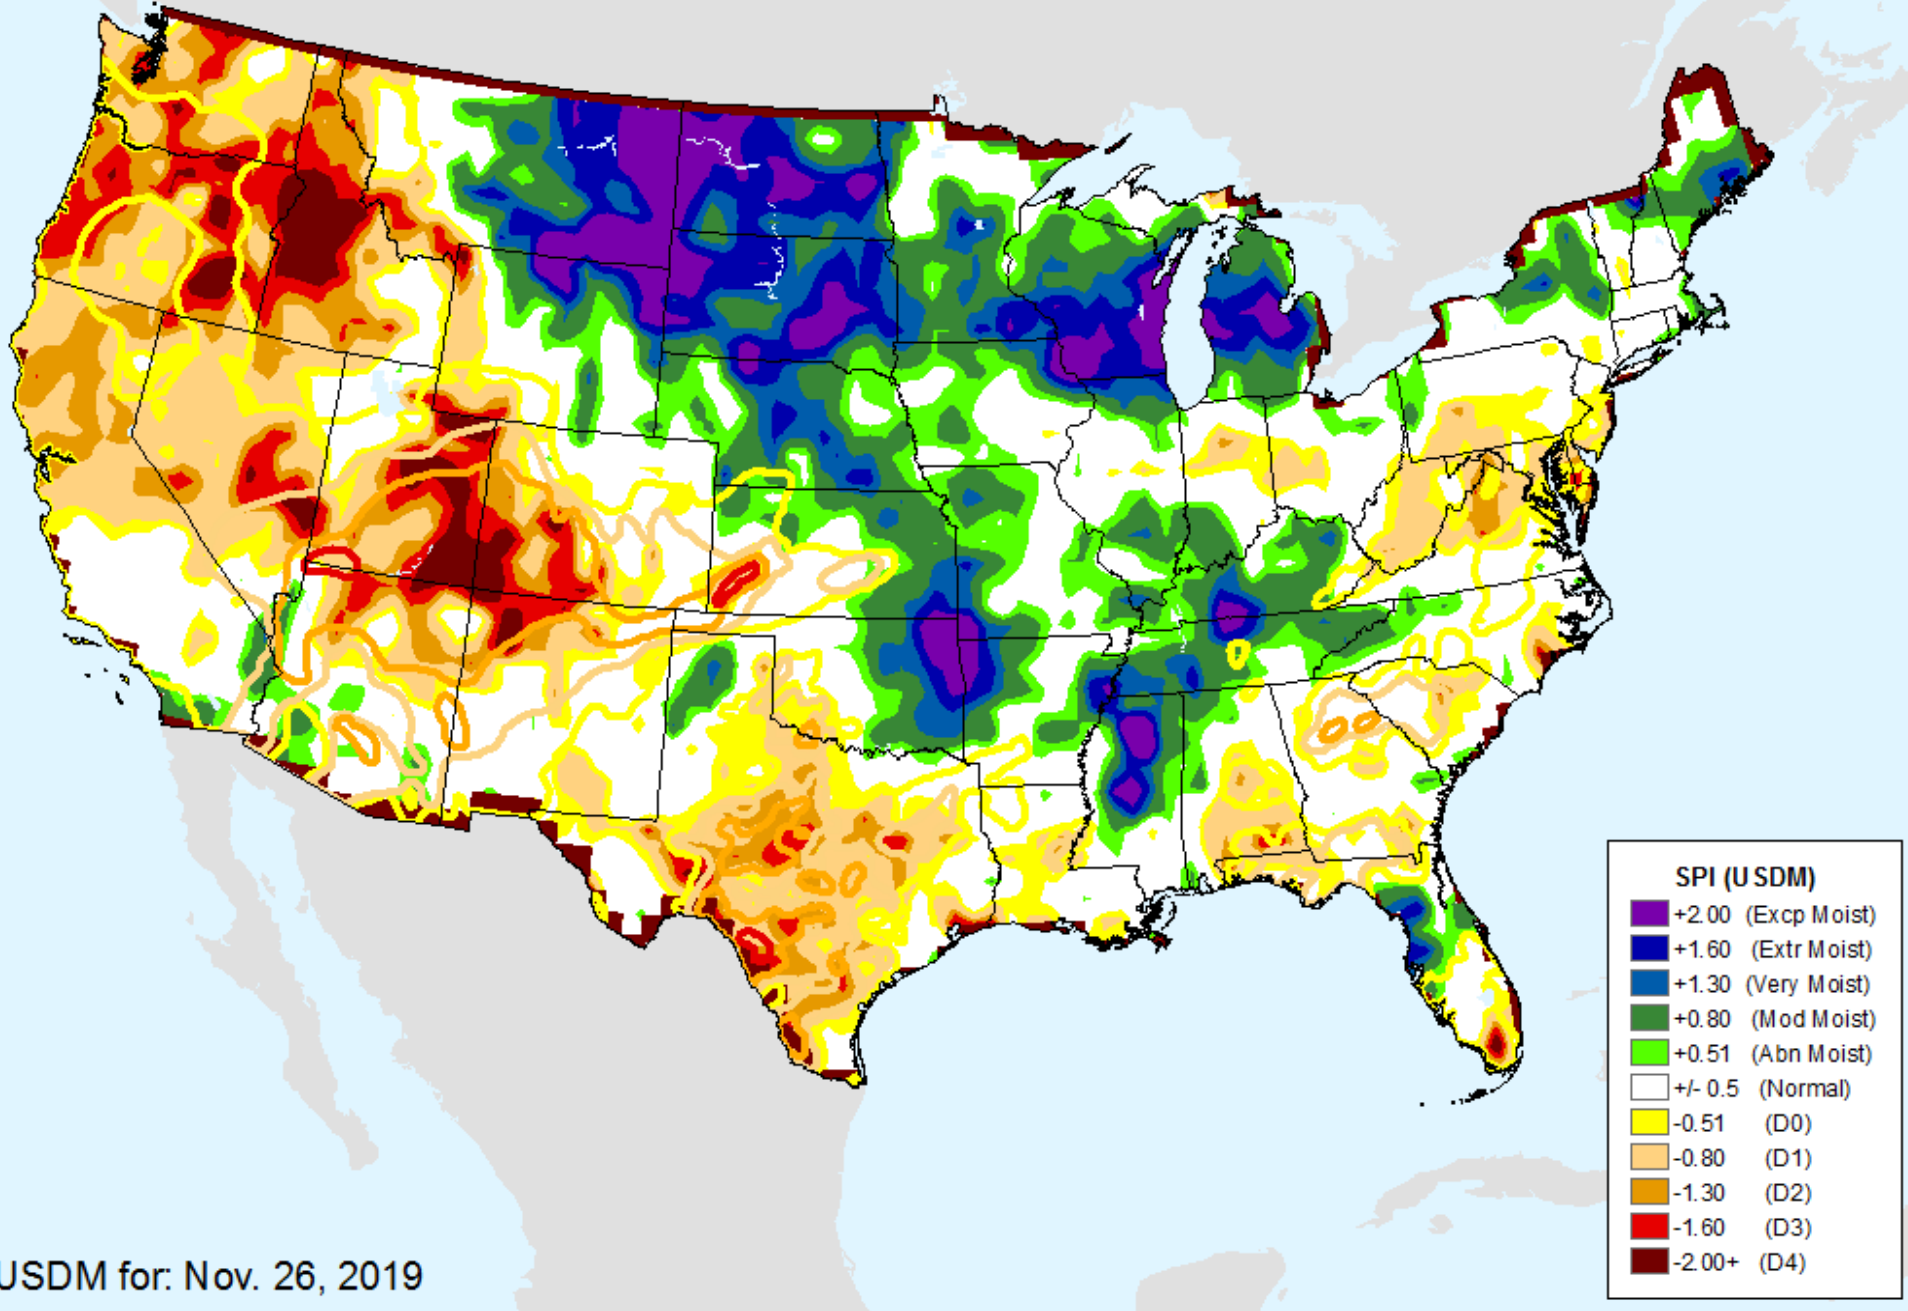 SPI (USDM)
+2.00 (Excp Moist)
+1.60 (Extr Moist)
+1.30 (Very Moist)
+0.80 (Mod Moist)
+0.51 (Abn Moist)
+/- 0.5 (Normal)
-0.51 (D0)
-0.80 (D1)
-1.30 (D2)
-1.60 (D3)
-2.00+ (D4)
USDM for: Nov. 26, 2019